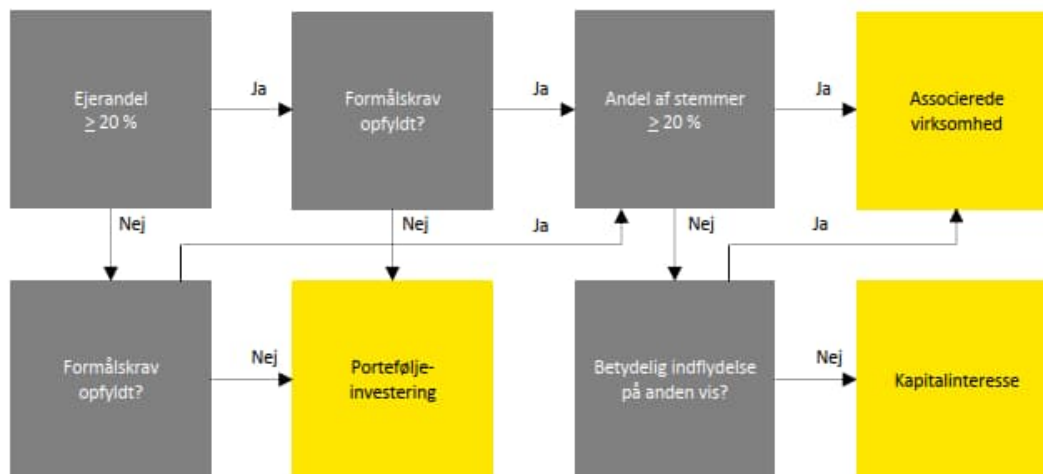 Ejerandel
≥ 20 %
Ja
Formålskrav
opfyldt?
Ja
Andel af stemmer
≥ 20 %
Ja
Associerede
virksomhed
Nej
Nej
Ja
Nej
Ja
Formålskrav
opfyldt?
Nej
Portefølje-
investering
Betydelig indflydelse
på anden vis?
Nej
Kapitalinteresse